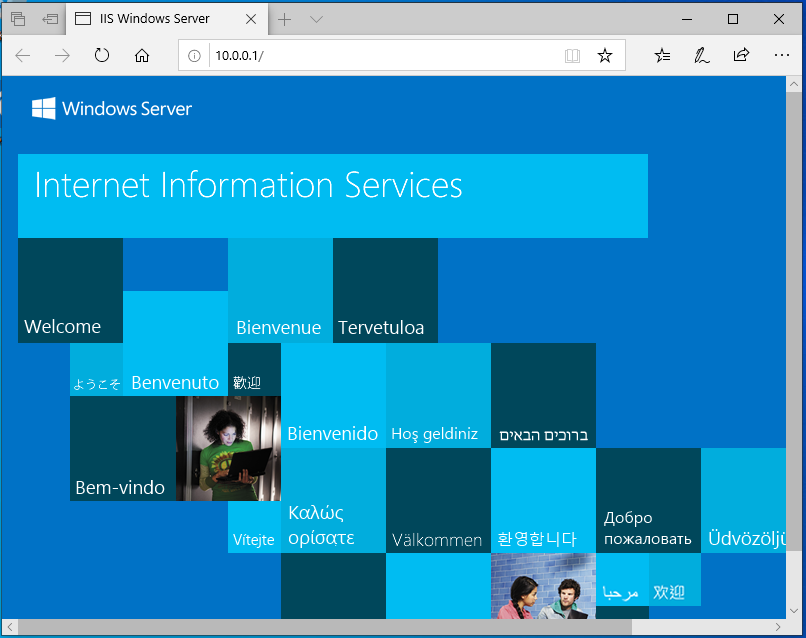 IIS Windows Server
10.0.0.1/
Windows Server
Internet Information Services
Welcome
Bienvenue
Tervetuloa
ようこそ
Benvenuto
歡迎
Bienvenido
Hoş geldiniz
ברוכים הבאים
Bem-vindo
Vítejte
Καλώς
ορίσατε
Välkommen
환영합니다
Добро
пожаловать
Üdvözöljü
مرحبا
欢迎